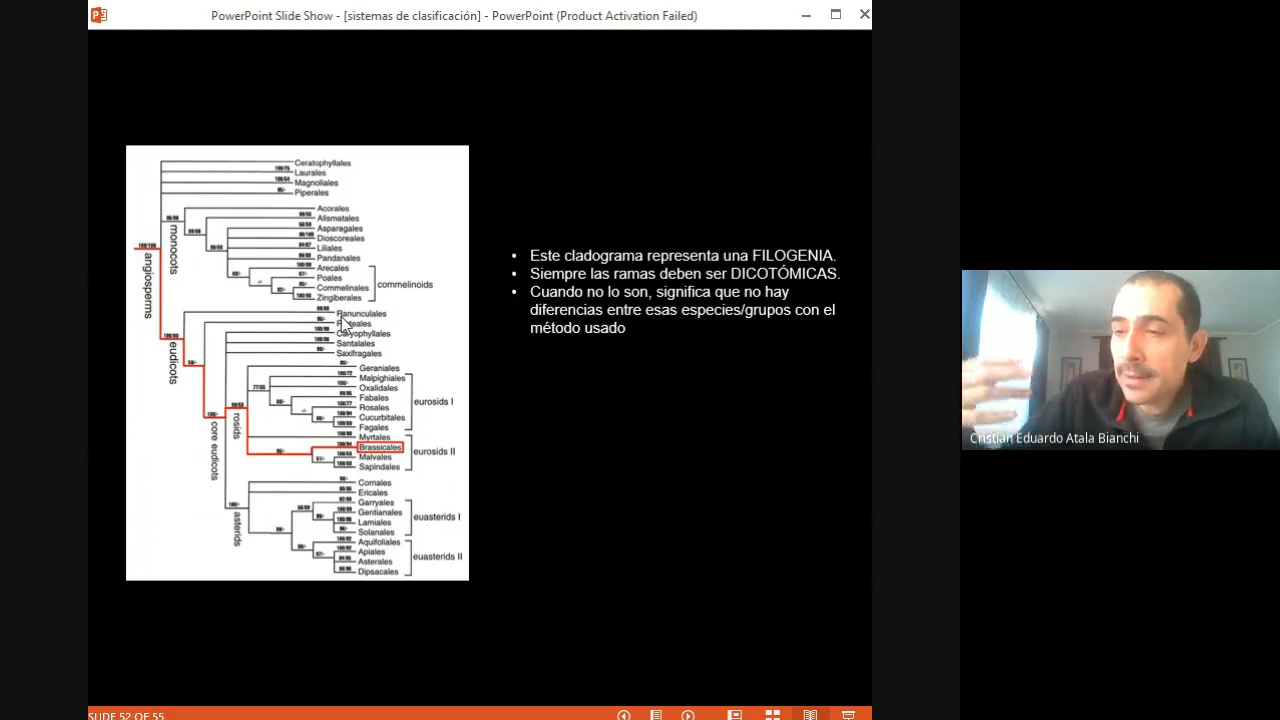 PowerPoint Slide Show - [sistemas de clasificación] - PowerPoint (Product Activation Failed)
Ceratophyllales
Laurales
Magnoliales
Piperales
Acorales
Alismatales
Asparagales
Dioscoreales
Liliales
Pandanales
Arecales
Poales
Commelinales
Zingiberales
commelinoids
monocots
angiosperms
Ranunculales
Caryophyllales
Santalales
Saxifragales
eudicots
Geraniales
Malpighiales
Oxalidales
Fabales
Rosales
Cucurbitales
Fagales
eurosids I
Myrtales
Brassicales
Malvales
Sapindales
eurosids II
rosids
core eudicots
Cornales
Ericales
Garryales
Gentianales
Lamiales
Solanales
euasterids I
Aquifoliales
Apiales
Asterales
Dipsacales
euasterids II
asterids
• Este cladograma representa una FILOGENIA.
• Siempre las ramas deben ser DICOTÓMICAS.
• Cuando no lo son, significa que no hay
diferencias entre esas especies/grupos con el
método usado
Cristian Eduardo Atala Bianchi
SLIDE 52 OF 55